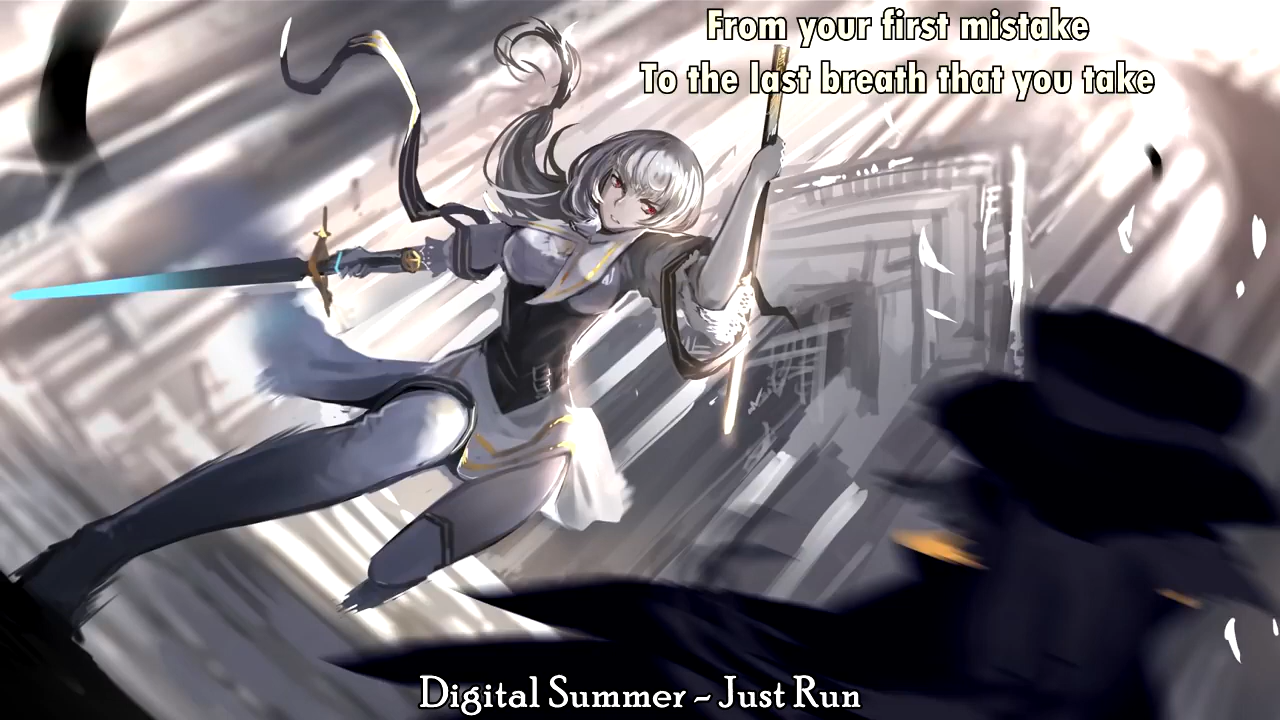 From your first mistake
To the last breath that you take
Digital Summer - Just Run